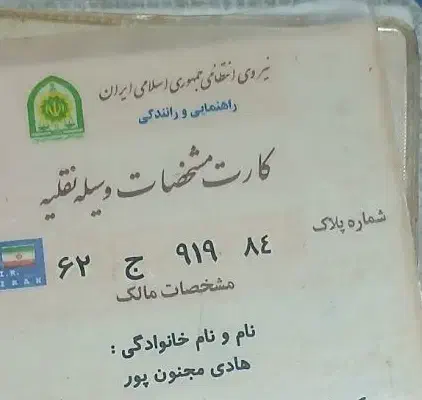 نیروی انتظامی جمهوری اسلامی ایران
راهنمایی و رانندگی
کارت مشخصات وسیله نقلیه
شماره پلاک
۶۲ ج ۹۱۹ ۸۴
I.R.
IRAN
مشخصات مالک
نام و نام خانوادگی :
هادی مجنون پور